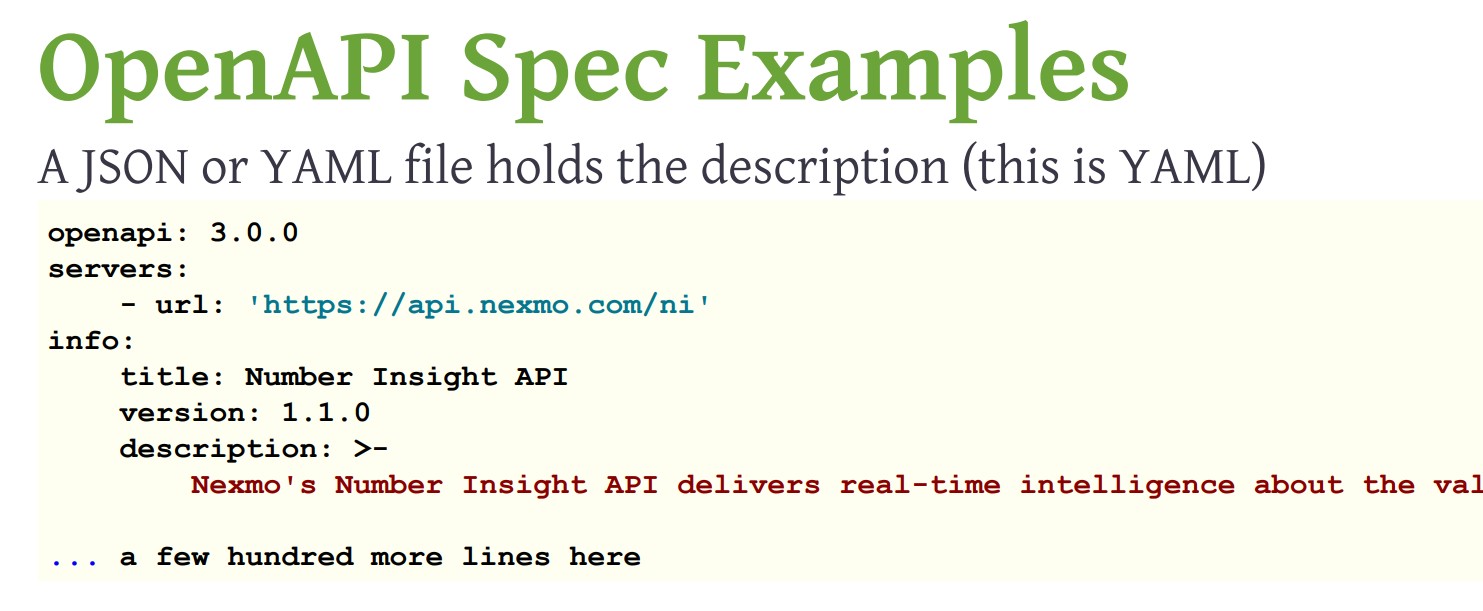 OpenAPI Spec Examples
A JSON or YAML file holds the description (this is YAML)
openapi: 3.0.0
servers:
    - url: 'https://api.nexmo.com/ni'
info:
    title: Number Insight API
    version: 1.1.0
    description: >-
        Nexmo's Number Insight API delivers real-time intelligence about the
... a few hundred more lines here